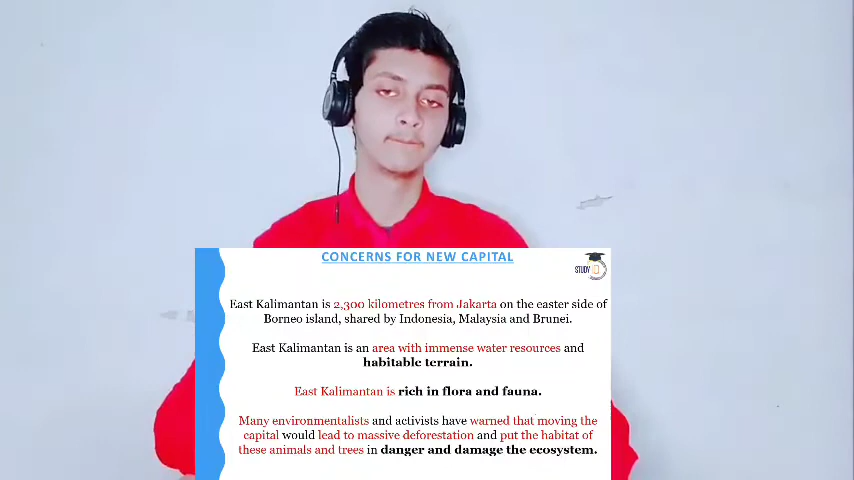 CONCERNS FOR NEW CAPITAL
STUDY
East Kalimantan is 2,300 kilometres from Jakarta on the easter side of
Borneo island, shared by Indonesia, Malaysia and Brunei.
East Kalimantan is an area with immense water resources and
habitable terrain.
East Kalimantan is rich in flora and fauna.
Many environmentalists and activists have warned that moving the
capital would lead to massive deforestation and put the habitat of
these animals and trees in danger and damage the ecosystem.